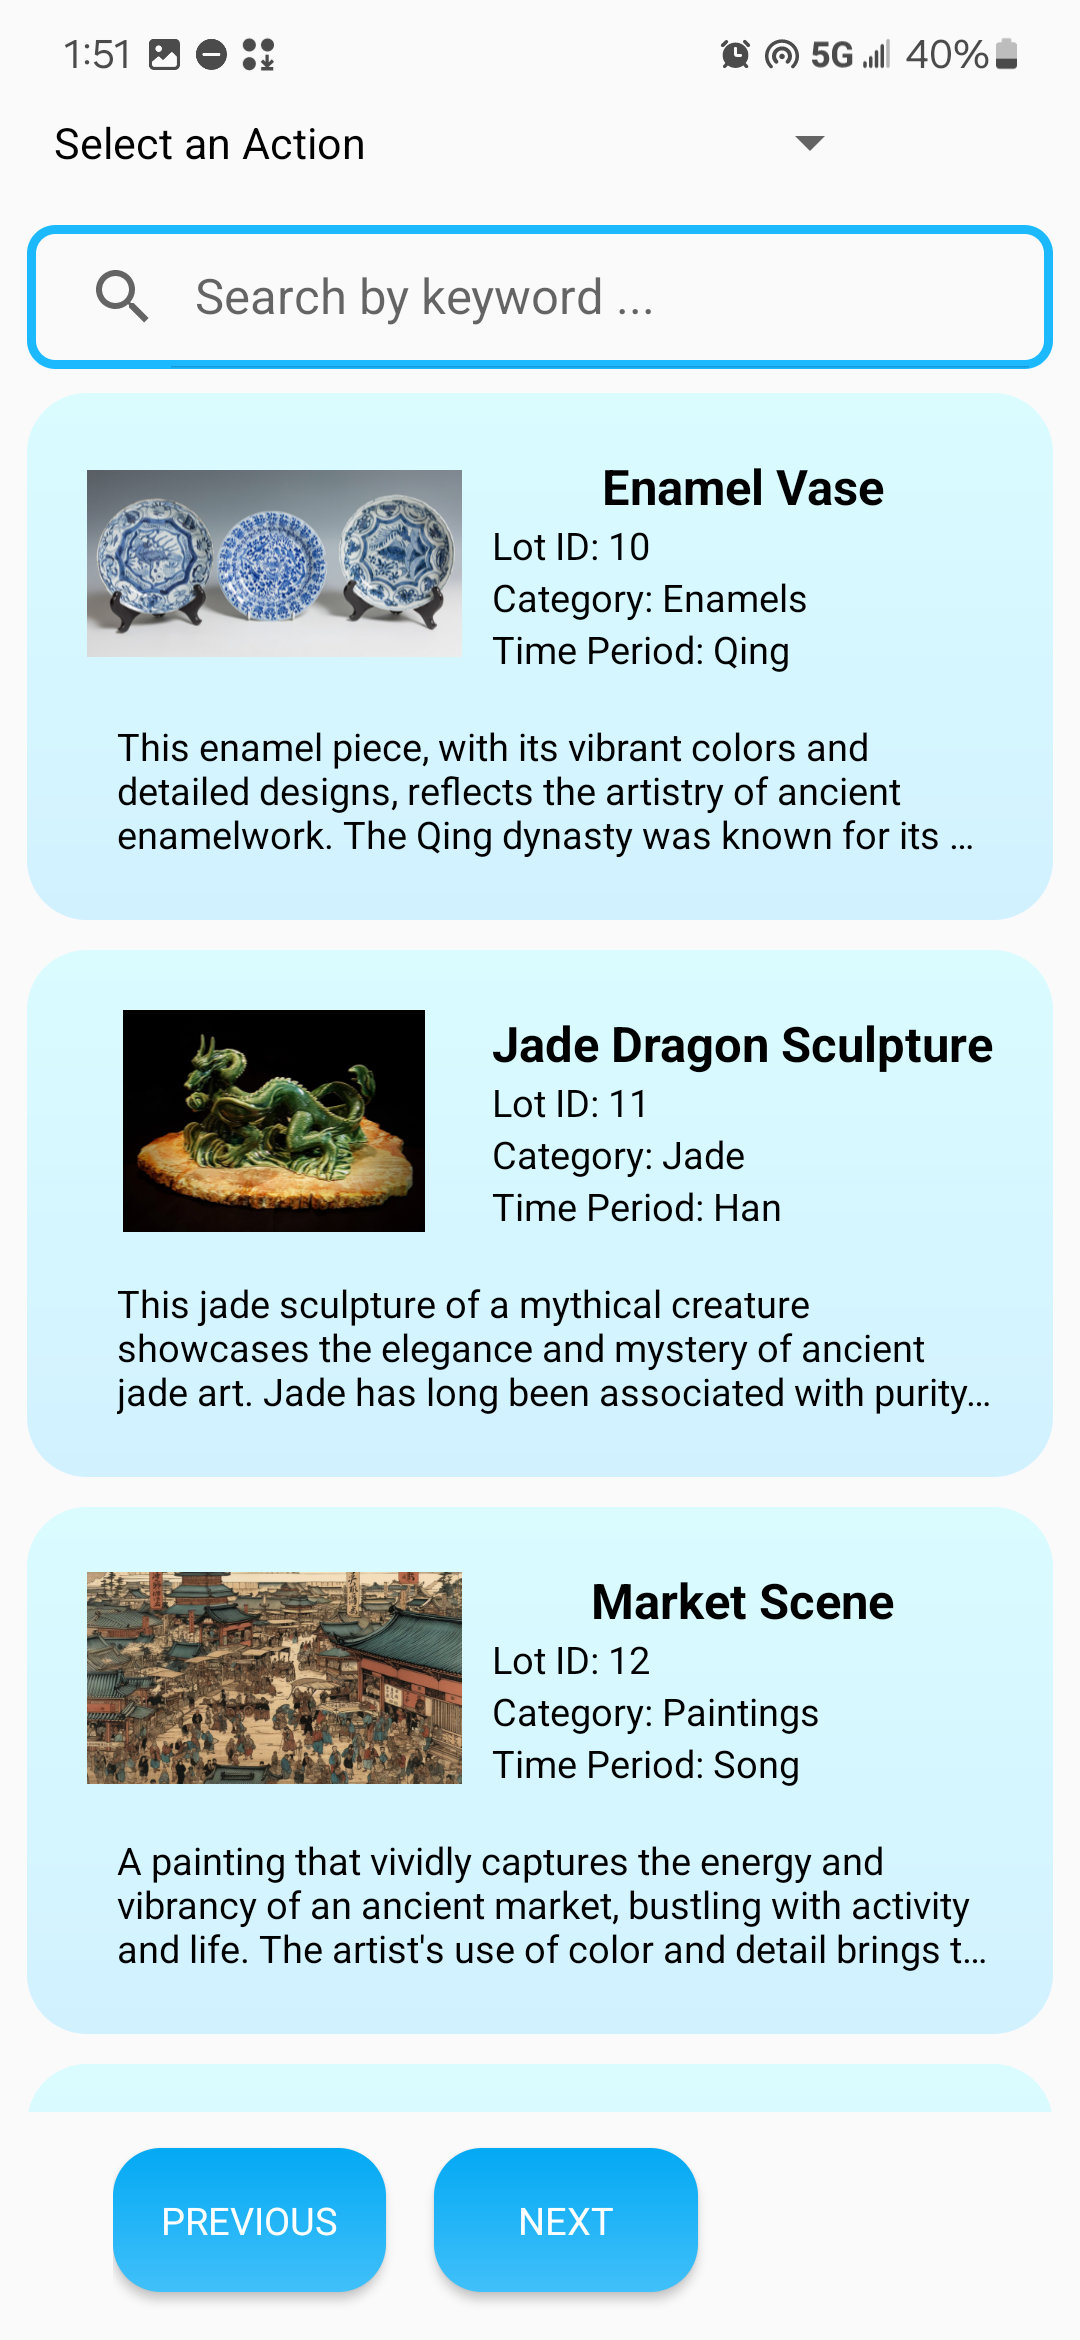 1:51 5G 40%
Select an Action
Search by keyword ...
Enamel Vase
Lot ID: 10
Category: Enamels
Time Period: Qing
This enamel piece, with its vibrant colors and
detailed designs, reflects the artistry of ancient
enamelwork. The Qing dynasty was known for its ...
Jade Dragon Sculpture
Lot ID: 11
Category: Jade
Time Period: Han
This jade sculpture of a mythical creature
showcases the elegance and mystery of ancient
jade art. Jade has long been associated with purity...
Market Scene
Lot ID: 12
Category: Paintings
Time Period: Song
A painting that vividly captures the energy and
vibrancy of an ancient market, bustling with activity
and life. The artist's use of color and detail brings t...
PREVIOUS
NEXT